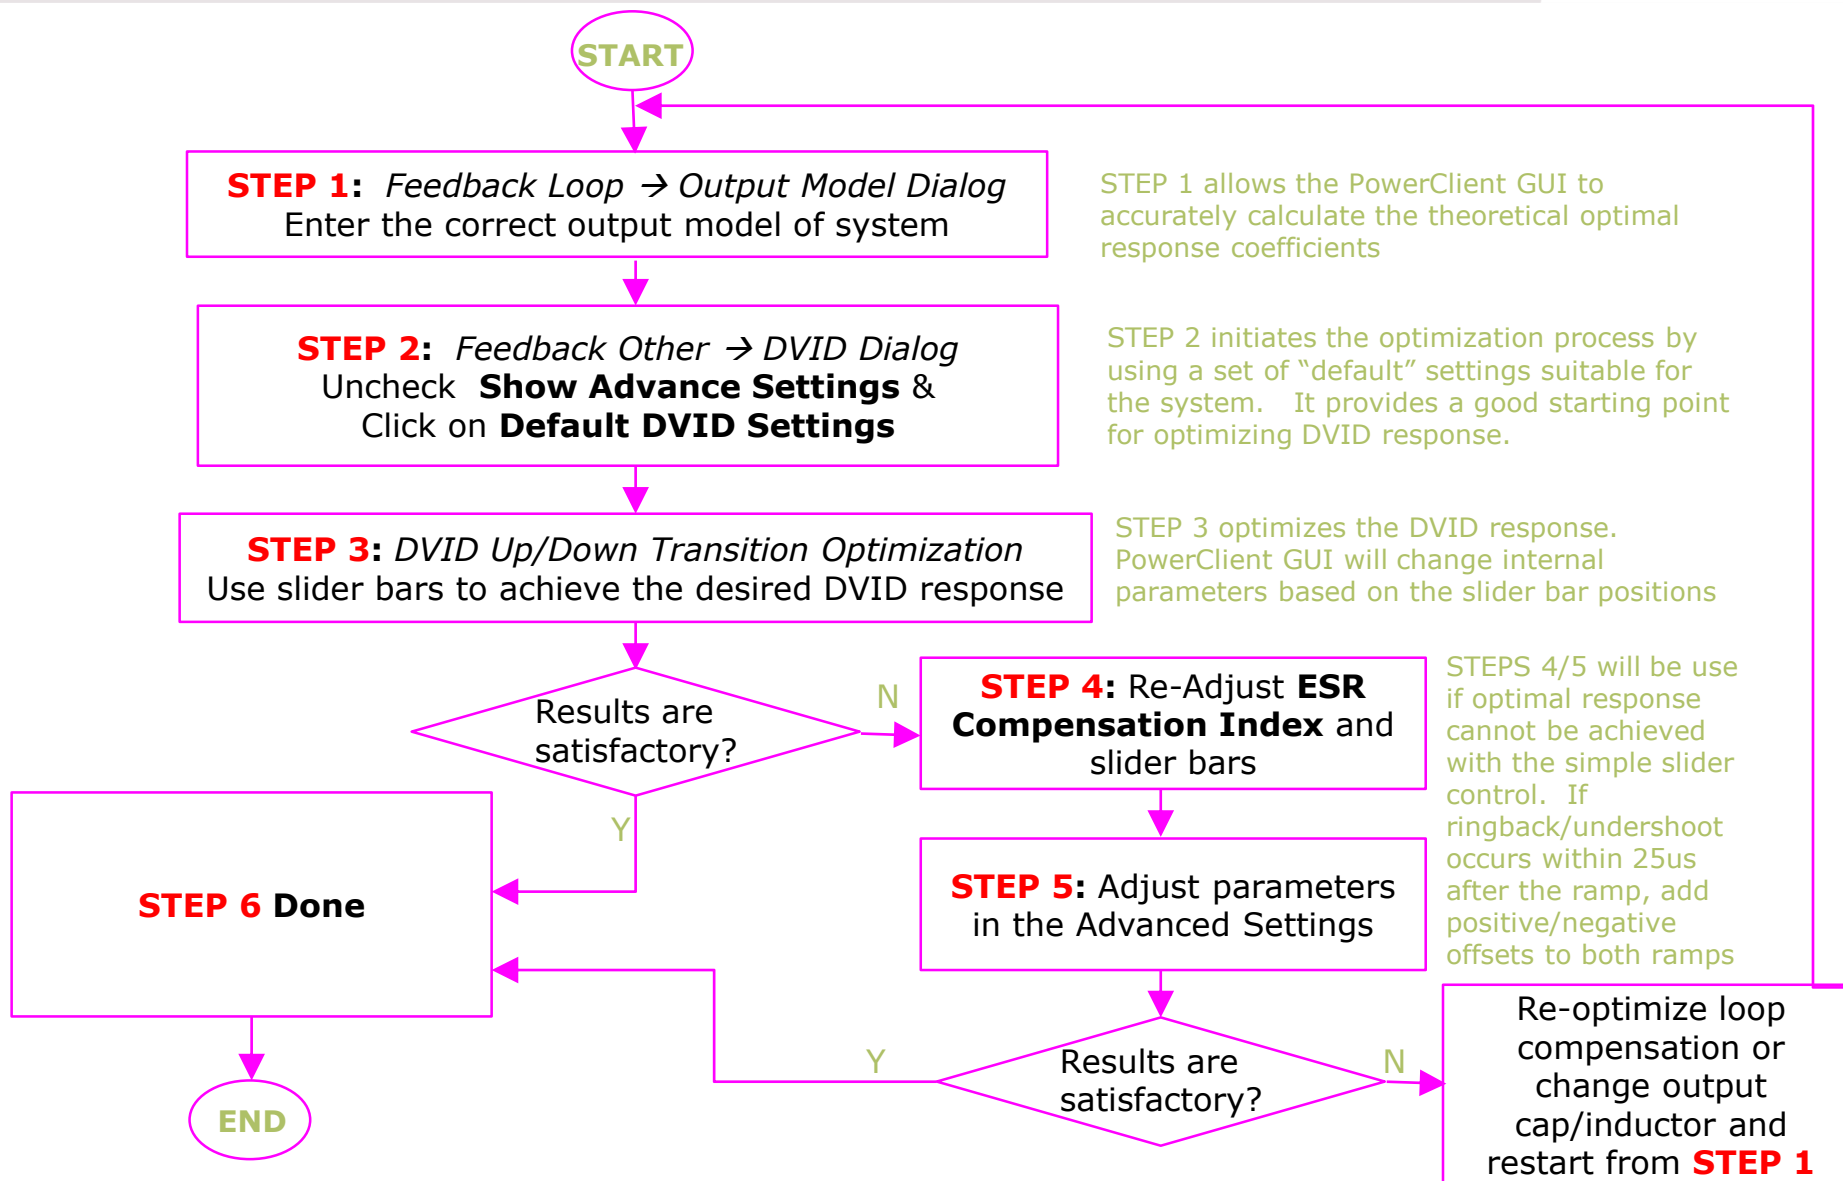 START
STEP 1: Feedback Loop → Output Model Dialog
Enter the correct output model of system
STEP 1 allows the PowerClient GUI to
accurately calculate the theoretical optimal
response coefficients
STEP 2: Feedback Other → DVID Dialog
Uncheck Show Advance Settings &
Click on Default DVID Settings
STEP 2 initiates the optimization process by
using a set of “default” settings suitable for
the system. It provides a good starting point
for optimizing DVID response.
STEP 3: DVID Up/Down Transition Optimization
Use slider bars to achieve the desired DVID response
STEP 3 optimizes the DVID response.
PowerClient GUI will change internal
parameters based on the slider bar positions
Results are
satisfactory?
N
Y
STEP 4: Re-Adjust ESR
Compensation Index and
slider bars
STEPS 4/5 will be use
if optimal response
cannot be achieved
with the simple slider
control. If
ringback/undershoot
occurs within 25us
after the ramp, add
positive/negative
offsets to both ramps
STEP 5: Adjust parameters
in the Advanced Settings
STEP 6 Done
Results are
satisfactory?
Y
N
Re-optimize loop
compensation or
change output
cap/inductor and
restart from STEP 1
END